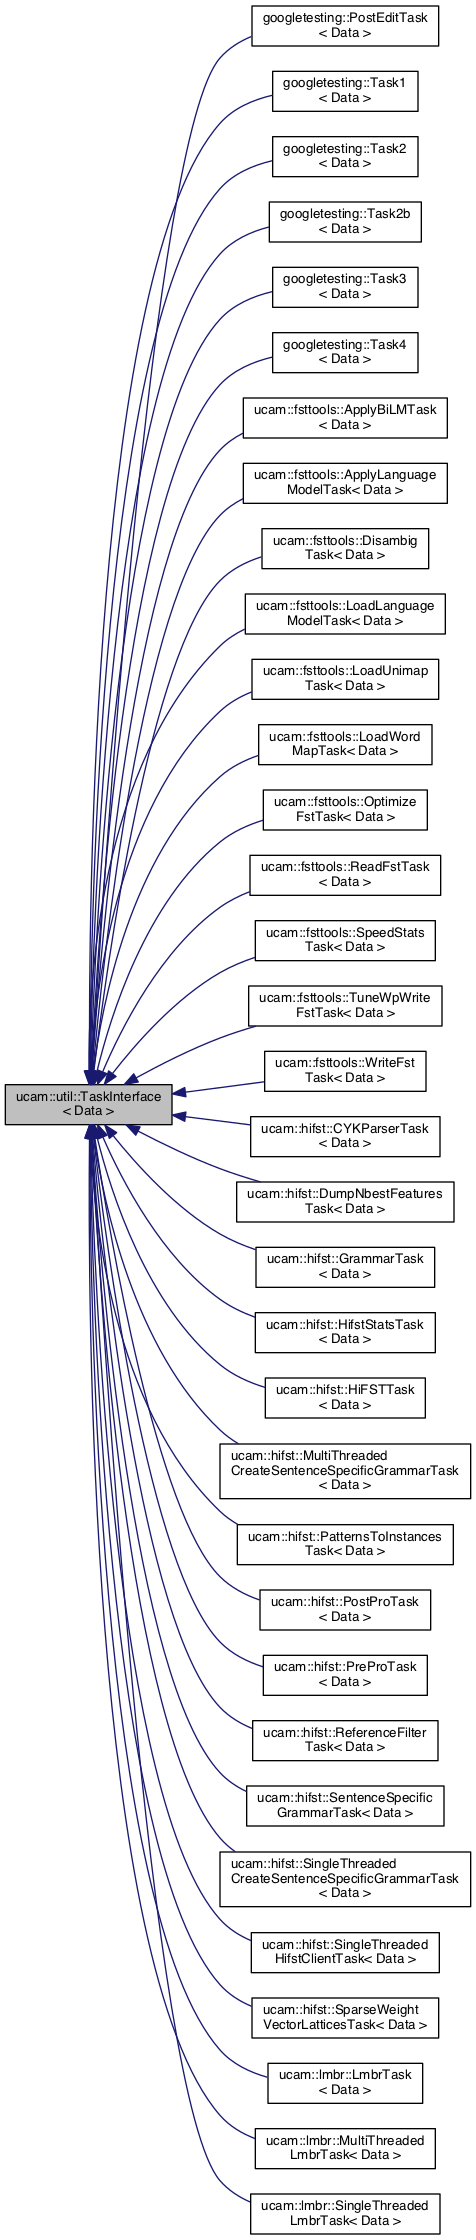 googletesting::PostEditTask
< Data >
googletesting::Task1
< Data >
googletesting::Task2
< Data >
googletesting::Task2b
< Data >
googletesting::Task3
< Data >
googletesting::Task4
< Data >
ucam::fsttools::ApplyBiLMTask
< Data >
ucam::fsttools::ApplyLanguage
ModelTask< Data >
ucam::fsttools::Disambig
Task< Data >
ucam::fsttools::LoadLanguage
ModelTask< Data >
ucam::fsttools::LoadUnimap
Task< Data >
ucam::fsttools::LoadWord
MapTask< Data >
ucam::fsttools::Optimize
FstTask< Data >
ucam::fsttools::ReadFstTask
< Data >
ucam::fsttools::SpeedStats
Task< Data >
ucam::fsttools::TuneWpWrite
FstTask< Data >
ucam::fsttools::WriteFst
Task< Data >
ucam::util::TaskInterface
< Data >
ucam::hifst::CYKParserTask
< Data >
ucam::hifst::DumpNbestFeatures
Task< Data >
ucam::hifst::GrammarTask
< Data >
ucam::hifst::HifstStatsTask
< Data >
ucam::hifst::HiFSTTask
< Data >
ucam::hifst::MultiThreaded
CreateSentenceSpecificGrammarTask
< Data >
ucam::hifst::PatternsToInstances
Task< Data >
ucam::hifst::PostProTask
< Data >
ucam::hifst::PreProTask
< Data >
ucam::hifst::ReferenceFilter
Task< Data >
ucam::hifst::SentenceSpecific
GrammarTask< Data >
ucam::hifst::SingleThreaded
CreateSentenceSpecificGrammarTask
< Data >
ucam::hifst::SingleThreaded
HifstClientTask< Data >
ucam::hifst::SparseWeight
VectorLatticesTask< Data >
ucam::lmbr::LmbrTask
< Data >
ucam::lmbr::MultiThreaded
LmbrTask< Data >
ucam::lmbr::SingleThreaded
LmbrTask< Data >